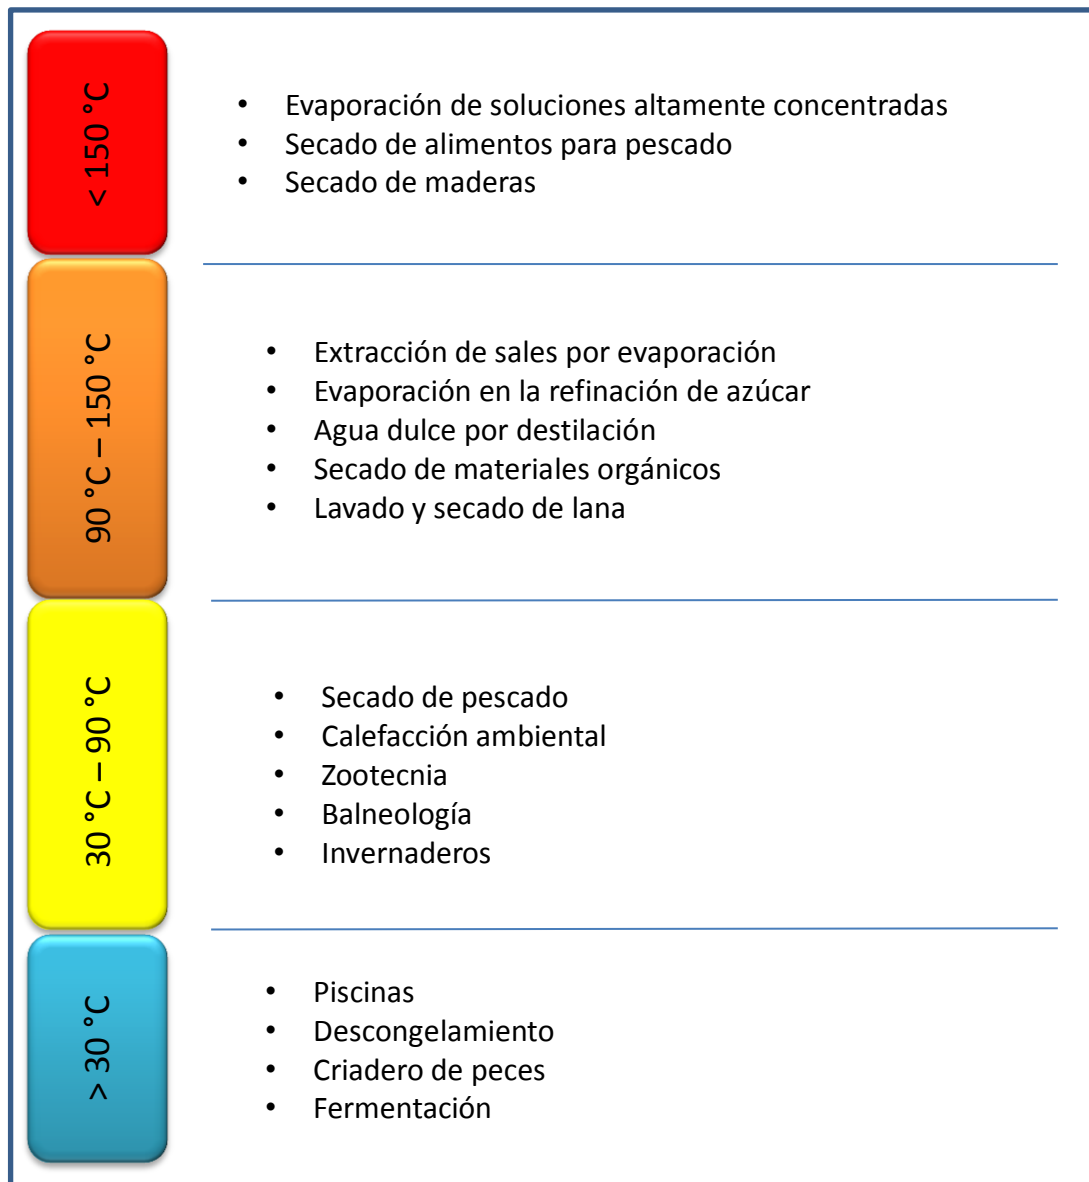 < 150 °C
• Evaporación de soluciones altamente concentradas
• Secado de alimentos para pescado
• Secado de maderas
90 °C – 150 °C
• Extracción de sales por evaporación
• Evaporación en la refinación de azúcar
• Agua dulce por destilación
• Secado de materiales orgánicos
• Lavado y secado de lana
30 °C – 90 °C
• Secado de pescado
• Calefacción ambiental
• Zootecnia
• Balneología
• Invernaderos
> 30 °C
• Piscinas
• Descongelamiento
• Criadero de peces
• Fermentación